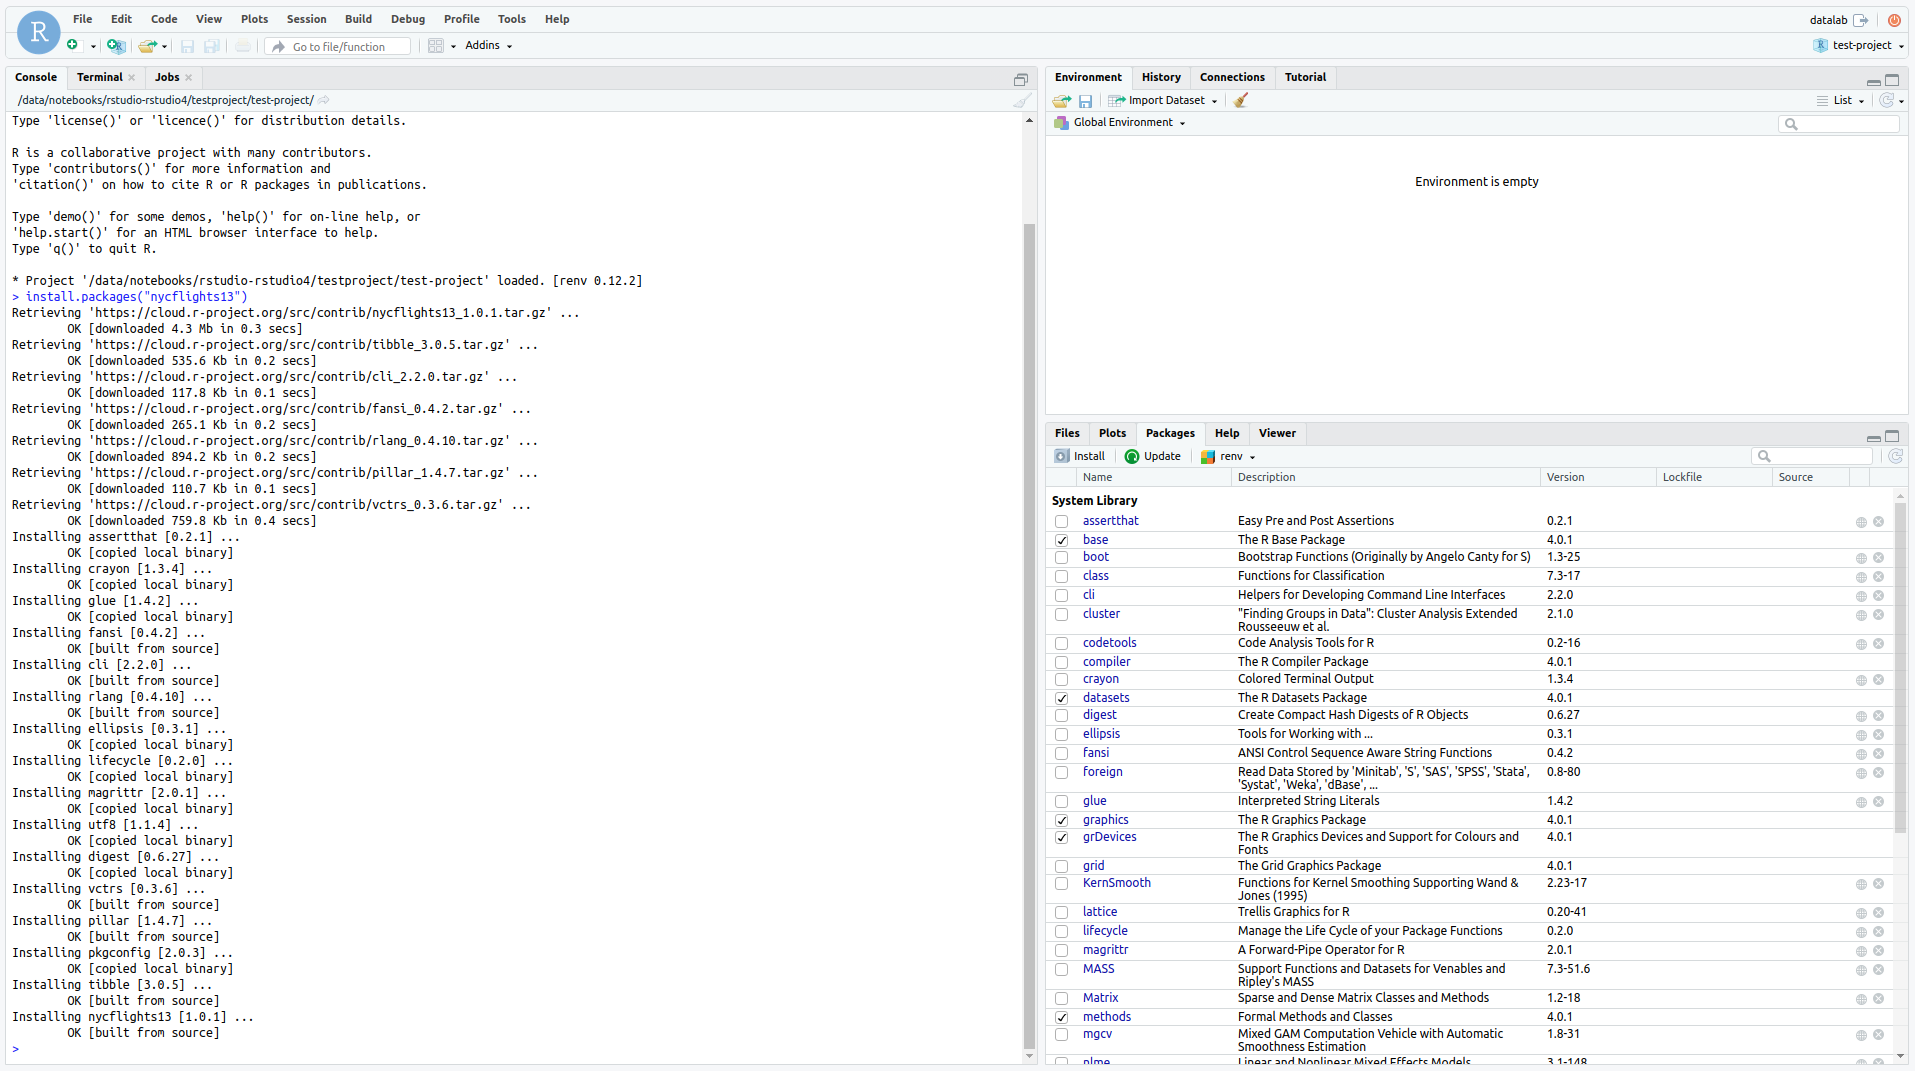 R
File Edit Code View Plots Session Build Debug Profile Tools Help
datalab
Go to file/function
Addins
test-project
Console Terminal Jobs
/data/notebooks/rstudio-rstudio4/testproject/test-project/
Type 'license()' or 'licence()' for distribution details.
R is a collaborative project with many contributors.
Type 'contributors()' for more information and
'citation()' on how to cite R or R packages in publications.
Type 'demo()' for some demos, 'help()' for on-line help, or
'help.start()' for an HTML browser interface to help.
Type 'q()' to quit R.
* Project '/data/notebooks/rstudio-rstudio4/testproject/test-project' loaded. [renv 0.12.2]
> install.packages("nycflights13")
Retrieving 'https://cloud.r-project.org/src/contrib/nycflights13_1.0.1.tar.gz' ...
OK [downloaded 4.3 Mb in 0.3 secs]
Retrieving 'https://cloud.r-project.org/src/contrib/tibble_3.0.5.tar.gz' ...
OK [downloaded 535.6 Kb in 0.2 secs]
Retrieving 'https://cloud.r-project.org/src/contrib/cli_2.2.0.tar.gz' ...
OK [downloaded 117.8 Kb in 0.1 secs]
Retrieving 'https://cloud.r-project.org/src/contrib/fansi_0.4.2.tar.gz' ...
OK [downloaded 265.1 Kb in 0.2 secs]
Retrieving 'https://cloud.r-project.org/src/contrib/rlang_0.4.10.tar.gz' ...
OK [downloaded 894.2 Kb in 0.2 secs]
Retrieving 'https://cloud.r-project.org/src/contrib/pillar_1.4.7.tar.gz' ...
OK [downloaded 110.7 Kb in 0.1 secs]
Retrieving 'https://cloud.r-project.org/src/contrib/vctrs_0.3.6.tar.gz' ...
OK [downloaded 759.8 Kb in 0.4 secs]
Installing assertthat [0.2.1] ...
OK [copied local binary]
Installing crayon [1.3.4] ...
OK [copied local binary]
Installing glue [1.4.2] ...
OK [copied local binary]
Installing fansi [0.4.2] ...
OK [built from source]
Installing cli [2.2.0] ...
OK [built from source]
Installing rlang [0.4.10] ...
OK [built from source]
Installing ellipsis [0.3.1] ...
OK [copied local binary]
Installing lifecycle [0.2.0] ...
OK [copied local binary]
Installing magrittr [2.0.1] ...
OK [copied local binary]
Installing utf8 [1.1.4] ...
OK [copied local binary]
Installing digest [0.6.27] ...
OK [copied local binary]
Installing vctrs [0.3.6] ...
OK [built from source]
Installing pillar [1.4.7] ...
OK [built from source]
Installing pkgconfig [2.0.3] ...
OK [copied local binary]
Installing tibble [3.0.5] ...
OK [built from source]
Installing nycflights13 [1.0.1] ...
OK [built from source]
>
Environment History Connections Tutorial
Import Dataset
List
Global Environment
Environment is empty
Files Plots Packages Help Viewer
Install Update renv
Name Description Version Lockfile Source
System Library
assertthat Easy Pre and Post Assertions 0.2.1
base The R Base Package 4.0.1
boot Bootstrap Functions (Originally by Angelo Canty for S) 1.3-25
class Functions for Classification 7.3-17
cli Helpers for Developing Command Line Interfaces 2.2.0
cluster "Finding Groups in Data": Cluster Analysis Extended 2.1.0
Rousseeuw et al.
codetools Code Analysis Tools for R 0.2-16
compiler The R Compiler Package 4.0.1
crayon Colored Terminal Output 1.3.4
datasets The R Datasets Package 4.0.1
digest Create Compact Hash Digests of R Objects 0.6.27
ellipsis Tools for Working with ... 0.3.1
fansi ANSI Control Sequence Aware String Functions 0.4.2
foreign Read Data Stored by 'Minitab', 'S', 'SAS', 'SPSS', 'Stata', 0.8-80
'Systat', 'Weka', 'dBase', ...
glue Interpreted String Literals 1.4.2
graphics The R Graphics Package 4.0.1
grDevices The R Graphics Devices and Support for Colours and 4.0.1
Fonts
grid The Grid Graphics Package 4.0.1
KernSmooth Functions for Kernel Smoothing Supporting Wand & 2.23-17
Jones (1995)
lattice Trellis Graphics for R 0.20-41
lifecycle Manage the Life Cycle of your Package Functions 0.2.0
magrittr A Forward-Pipe Operator for R 2.0.1
MASS Support Functions and Datasets for Venables and 7.3-51.6
Ripley's MASS
Matrix Sparse and Dense Matrix Classes and Methods 1.2-18
methods Formal Methods and Classes 4.0.1
mgcv Mixed GAM Computation Vehicle with Automatic 1.8-31
Smoothness Estimation
nlme Linear and Nonlinear Mixed Effects Models 3.1-148